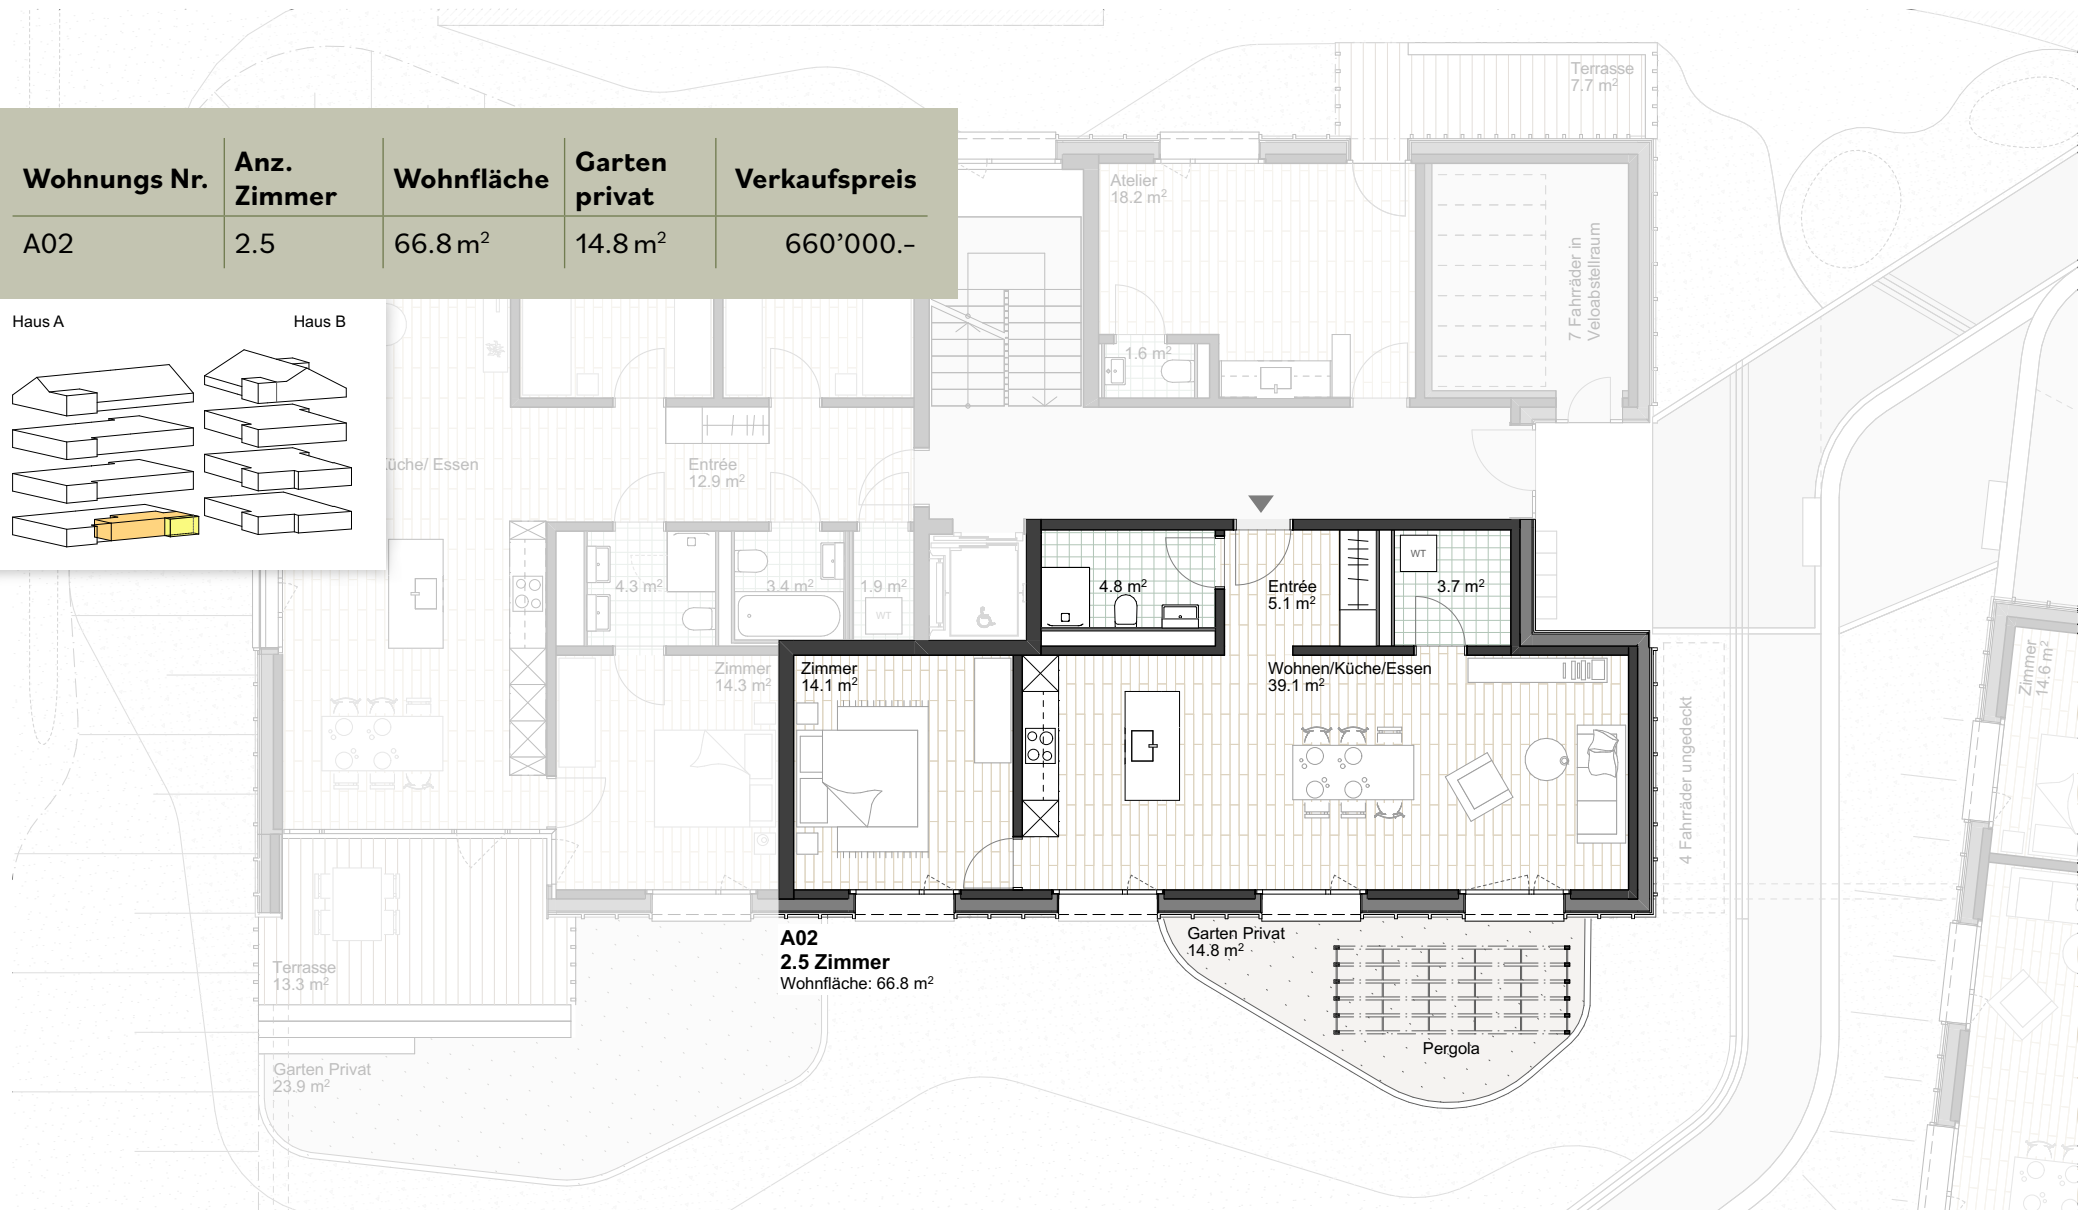 Wohnungs Nr.
Anz.
Zimmer
Wohnfläche
Garten
privat
Verkaufspreis
A02
2.5
66.8 m²
14.8 m²
660’000.–
Haus A
Haus B
Terrasse
7.7 m²
Atelier
18.2 m²
7 Fahrräder in
Veloabstellraum
1.6 m²
Küche/ Essen
Entrée
12.9 m²
4.3 m²
3.4 m²
1.9 m²
WT
4.8 m²
Entrée
5.1 m²
WT
3.7 m²
Zimmer
14.3 m²
Zimmer
14.1 m²
Wohnen/Küche/Essen
39.1 m²
4 Fahrräder ungedeckt
Zimmer
14.6 m²
A02
2.5 Zimmer
Wohnfläche: 66.8 m²
Garten Privat
14.8 m²
Pergola
Terrasse
13.3 m²
Garten Privat
23.9 m²